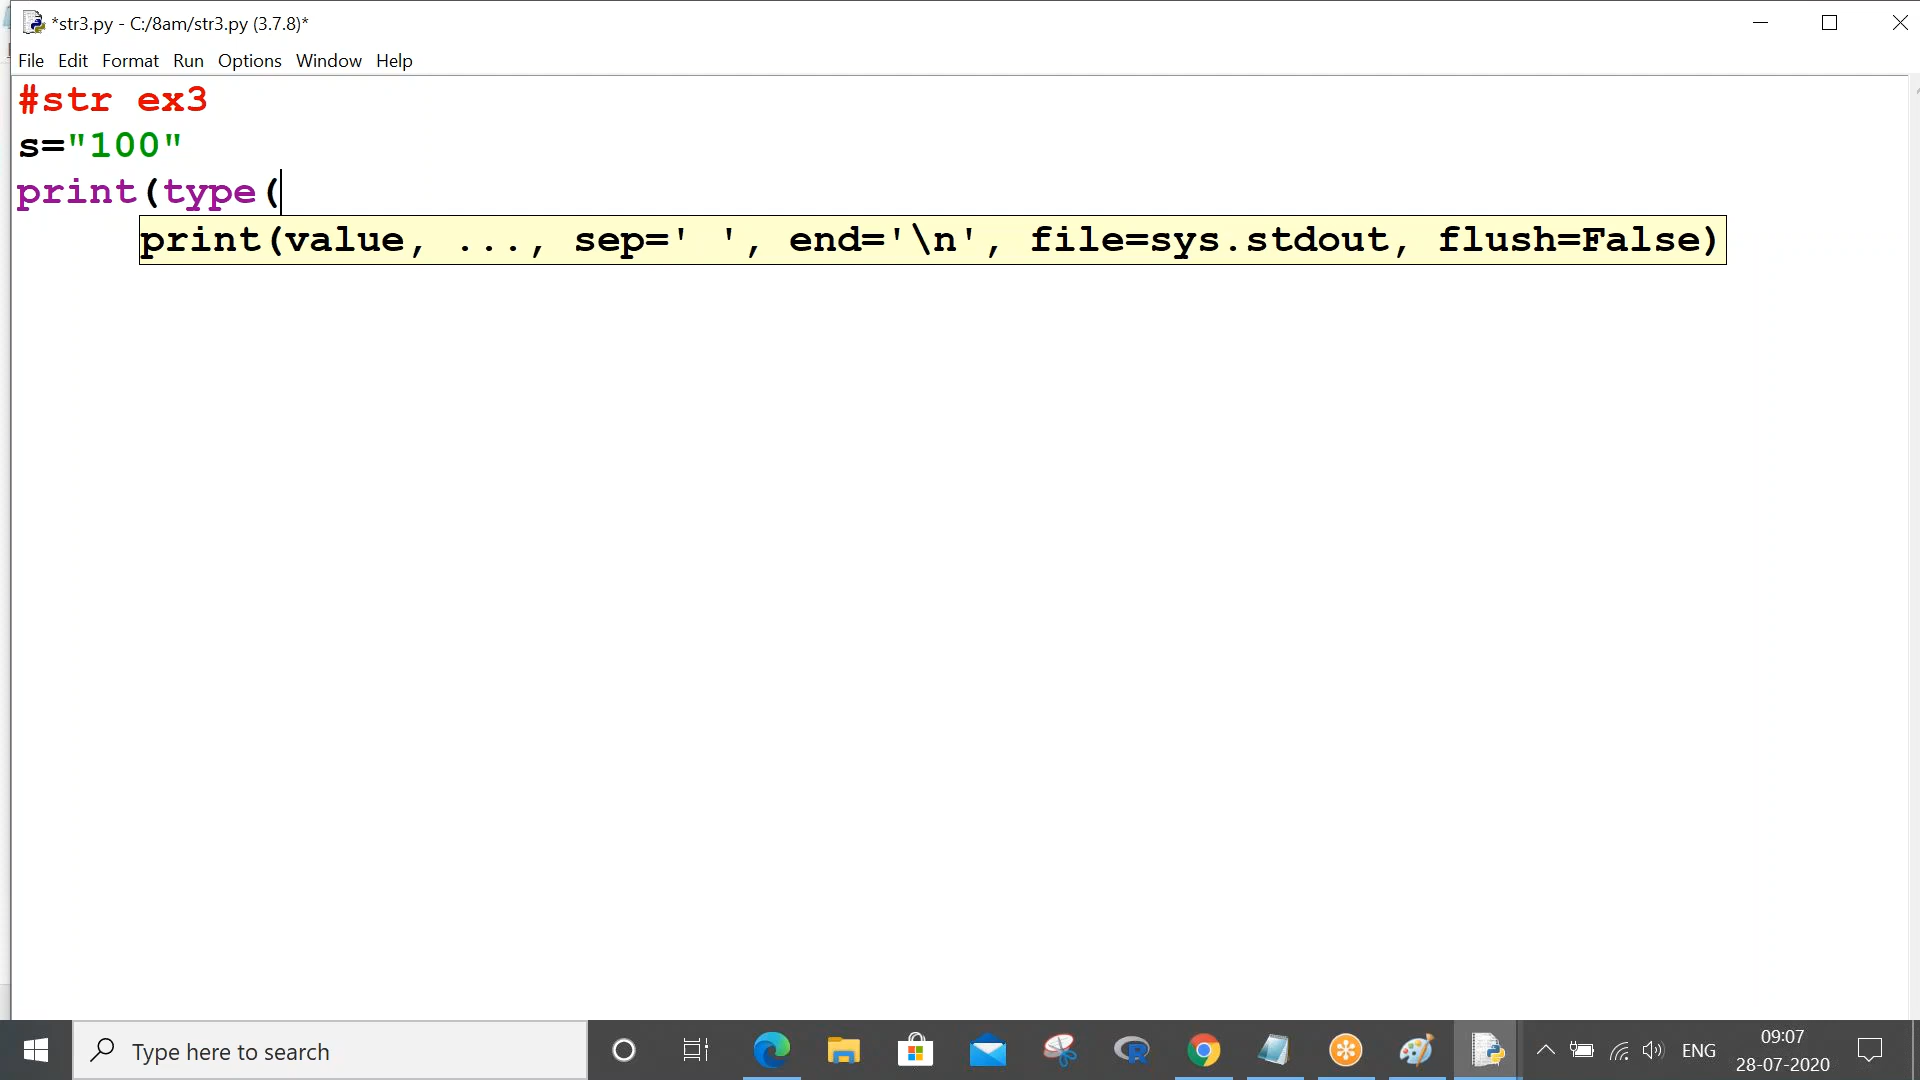 *str3.py - C:/8am/str3.py (3.7.8)*
File Edit Format Run Options Window Help
#str ex3
s="100"
print(type(
print(value, ..., sep=' ', end='\n', file=sys.stdout, flush=False)
Type here to search
ENG
09:07
28-07-2020